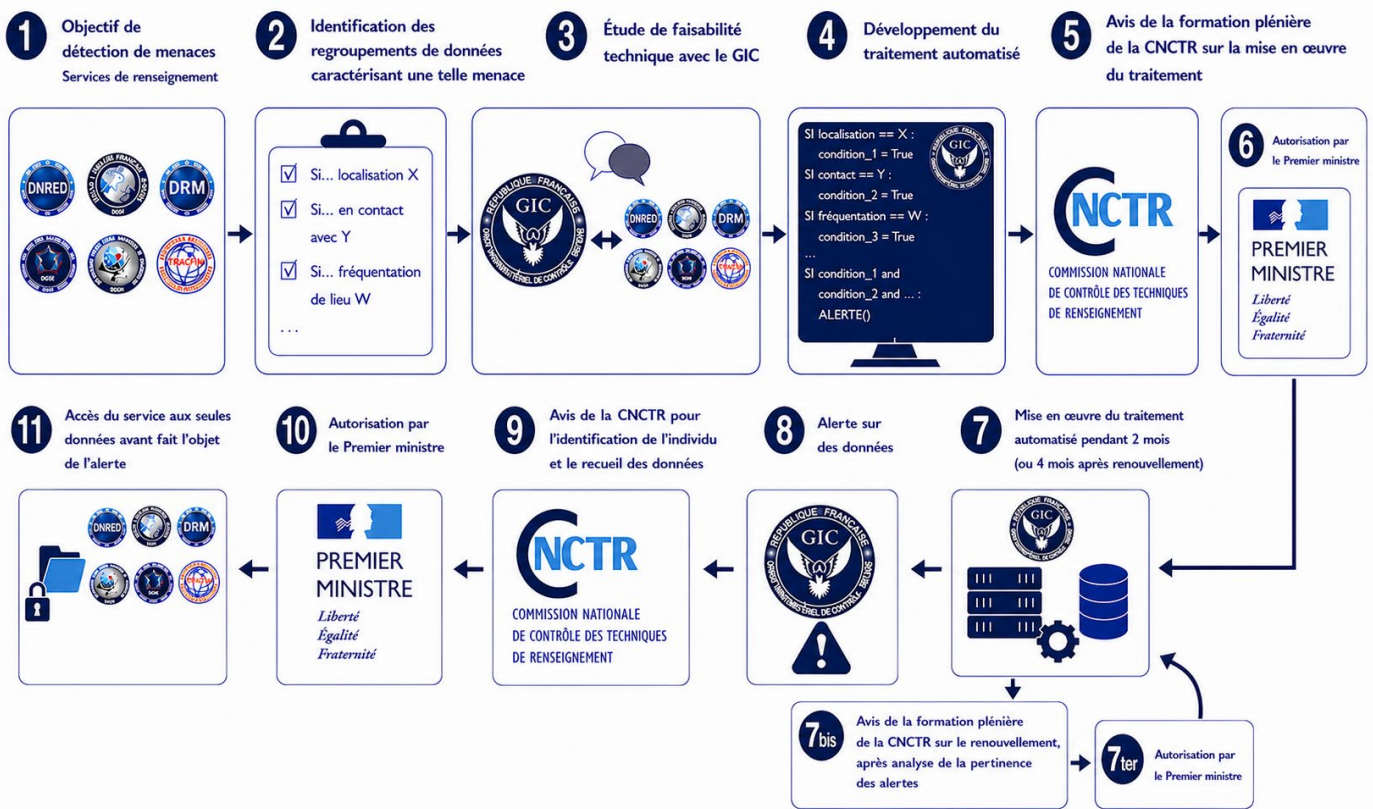 1
Objectif de
détection de menaces
Services de renseignement
2
Identification des
regroupements de données
caractérisant une telle menace
3
Étude de faisabilité
technique avec le GIC
4
Développement du
traitement automatisé
5
Avis de la formation plénière
de la CNCTR sur la mise en œuvre
du traitement
DNRED
DRM
DGSE
TRACFIN
Si... localisation X
Si... en contact
avec Y
Si... fréquentation
de lieu W
...
RÉPUBLIQUE FRANÇAISE
GIC
DNRED
DRM
SI localisation == X :
condition_1 = True
SI contact == Y :
condition_2 = True
SI fréquentation == W :
condition_3 = True
...
SI condition_1 and
condition_2 and ... :
ALERTE()
GIC
CNCTR
COMMISSION NATIONALE
DE CONTRÔLE DES TECHNIQUES
DE RENSEIGNEMENT
6
Autorisation par
le Premier ministre
PREMIER
MINISTRE
Liberté
Égalité
Fraternité
11
Accès du service aux seules
données avant fait l'objet
de l'alerte
10
Autorisation par
le Premier ministre
9
Avis de la CNCTR pour
l'identification de l'individu
et le recueil des données
8
Alerte sur
des données
7
Mise en œuvre du traitement
automatisé pendant 2 mois
(ou 4 mois après renouvellement)
DNRED
DRM
PREMIER
MINISTRE
Liberté
Égalité
Fraternité
CNCTR
COMMISSION NATIONALE
DE CONTRÔLE DES TECHNIQUES
DE RENSEIGNEMENT
RÉPUBLIQUE FRANÇAISE
GIC
GIC
7bis
Avis de la formation plénière
de la CNCTR sur le renouvellement,
après analyse de la pertinence
des alertes
7ter
Autorisation par
le Premier ministre